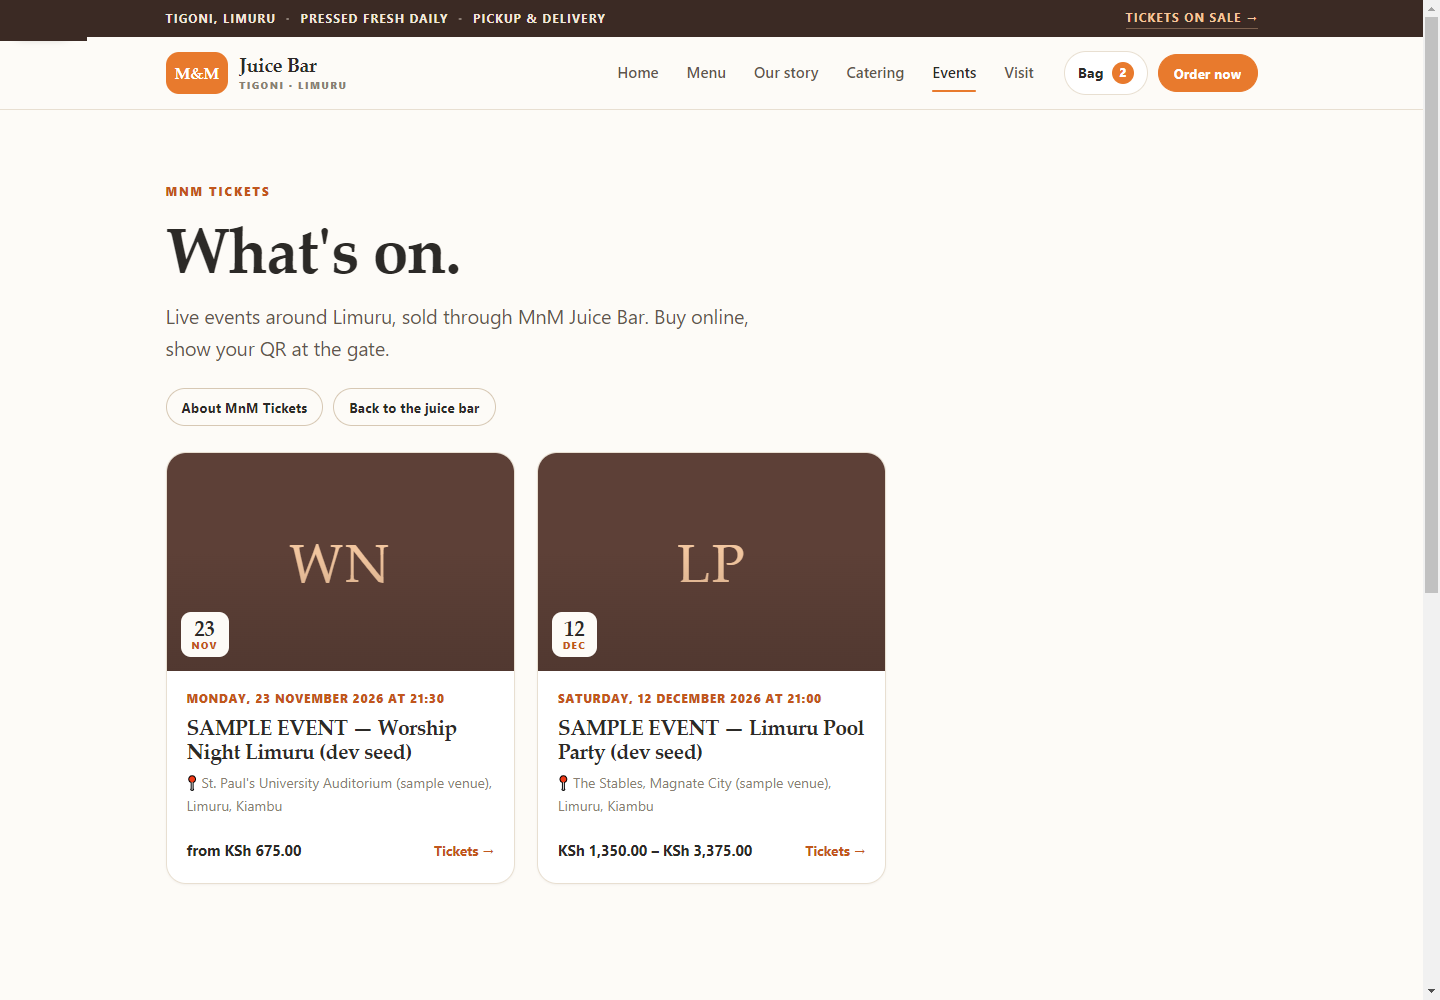 TIGONI, LIMURU · PRESSED FRESH DAILY · PICKUP & DELIVERY
TICKETS ON SALE →
M&M
Juice Bar
TIGONI · LIMURU
Home
Menu
Our story
Catering
Events
Visit
Bag 2
Order now
MNM TICKETS
What's on.
Live events around Limuru, sold through MnM Juice Bar. Buy online,
show your QR at the gate.
About MnM Tickets
Back to the juice bar
WN
23
NOV
MONDAY, 23 NOVEMBER 2026 AT 21:30
SAMPLE EVENT — Worship
Night Limuru (dev seed)
📍 St. Paul's University Auditorium (sample venue),
Limuru, Kiambu
from KSh 675.00
Tickets →
LP
12
DEC
SATURDAY, 12 DECEMBER 2026 AT 21:00
SAMPLE EVENT — Limuru Pool
Party (dev seed)
📍 The Stables, Magnate City (sample venue),
Limuru, Kiambu
KSh 1,350.00 – KSh 3,375.00
Tickets →